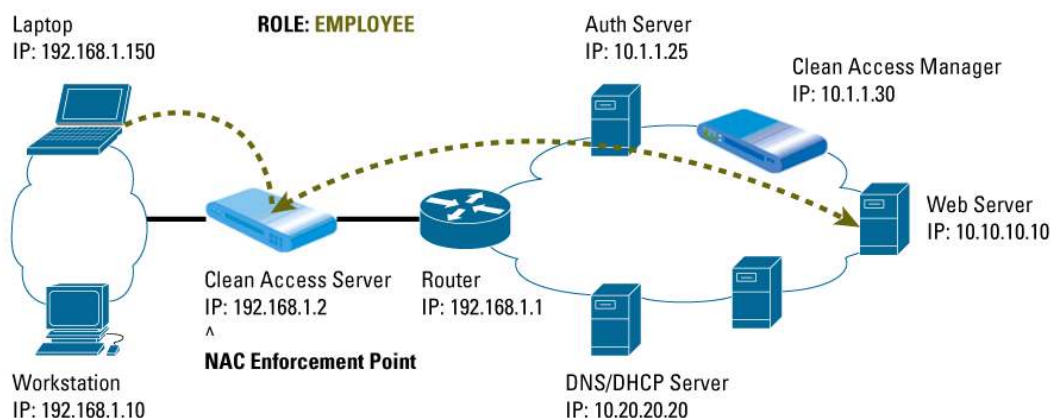 Laptop
IP: 192.168.1.150
ROLE: EMPLOYEE
Auth Server
IP: 10.1.1.25
Clean Access Manager
IP: 10.1.1.30
Web Server
IP: 10.10.10.10
Clean Access Server
IP: 192.168.1.2
^
NAC Enforcement Point
Router
IP: 192.168.1.1
Workstation
IP: 192.168.1.10
DNS/DHCP Server
IP: 10.20.20.20